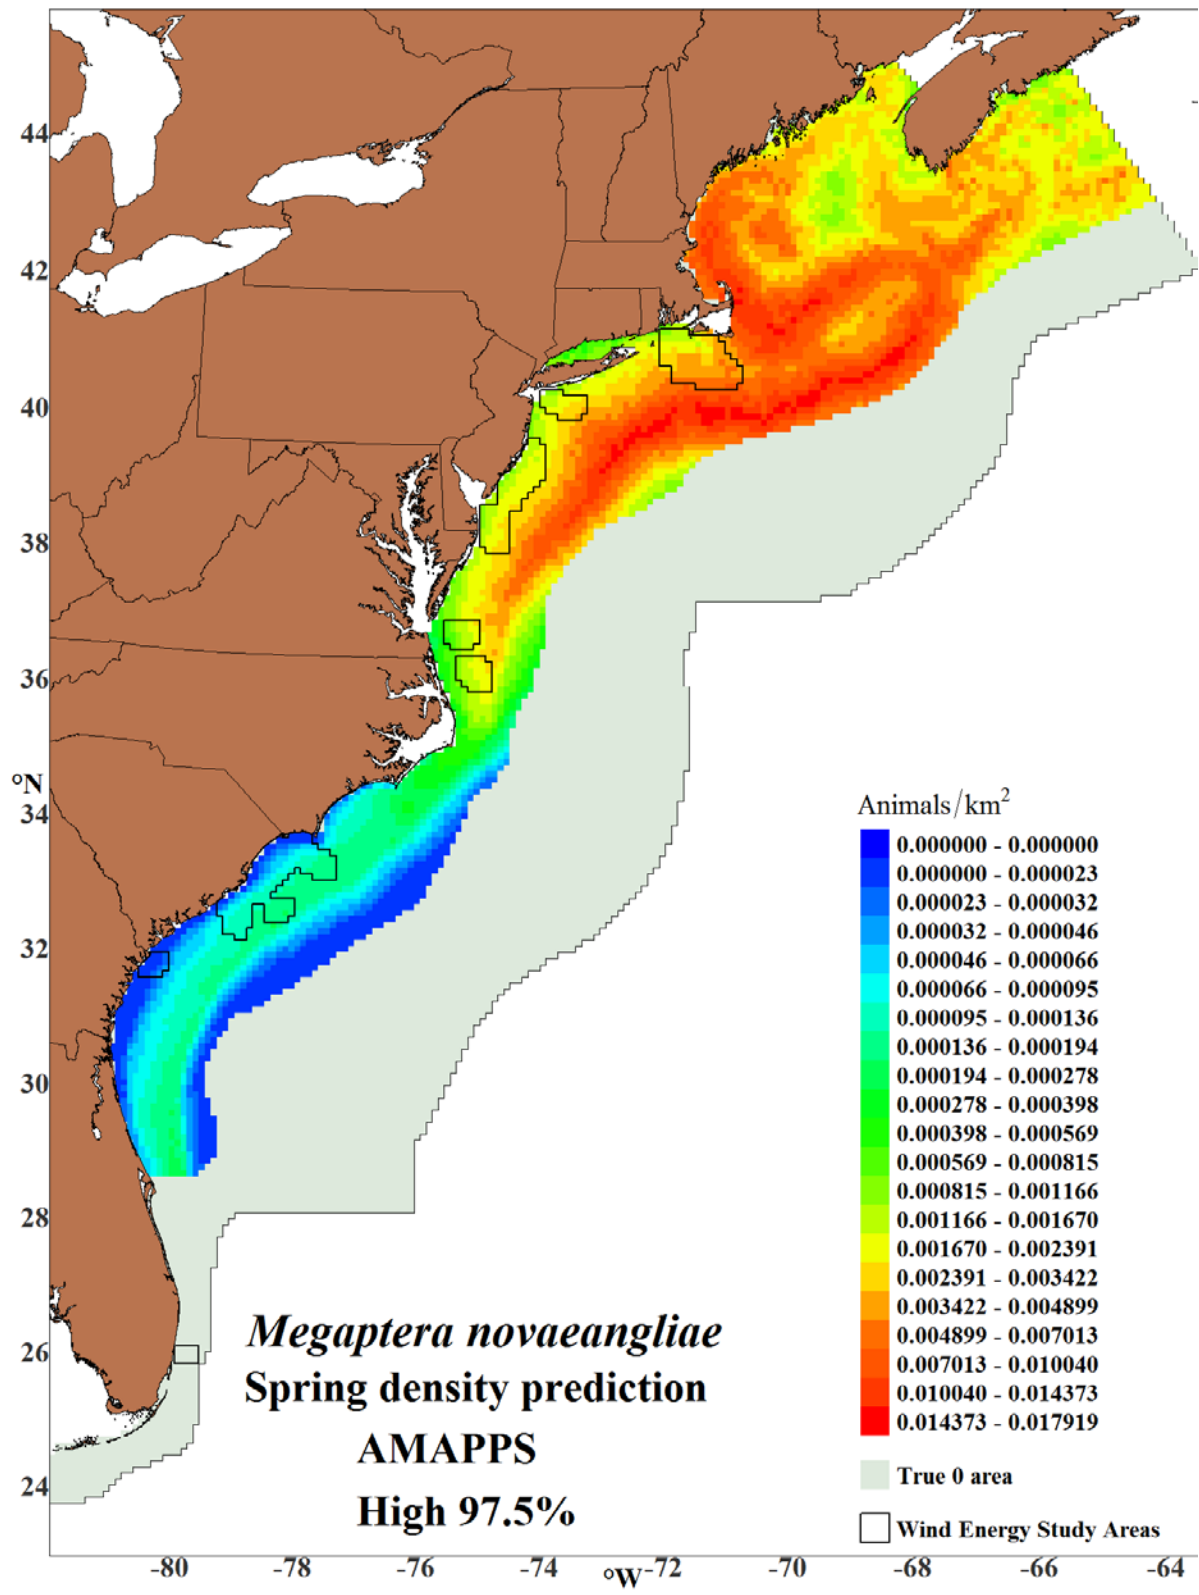 44
42
40
38
36
°N
34
32
30
28
26
24
-80
-78
-76
-74
°W
-72
-70
-68
-66
-64
Animals/km²
0.000000 - 0.000000
0.000000 - 0.000023
0.000023 - 0.000032
0.000032 - 0.000046
0.000046 - 0.000066
0.000066 - 0.000095
0.000095 - 0.000136
0.000136 - 0.000194
0.000194 - 0.000278
0.000278 - 0.000398
0.000398 - 0.000569
0.000569 - 0.000815
0.000815 - 0.001166
0.001166 - 0.001670
0.001670 - 0.002391
0.002391 - 0.003422
0.003422 - 0.004899
0.004899 - 0.007013
0.007013 - 0.010040
0.010040 - 0.014373
0.014373 - 0.017919
True 0 area
Wind Energy Study Areas
Megaptera novaeangliae
Spring density prediction
AMAPPS
High 97.5%